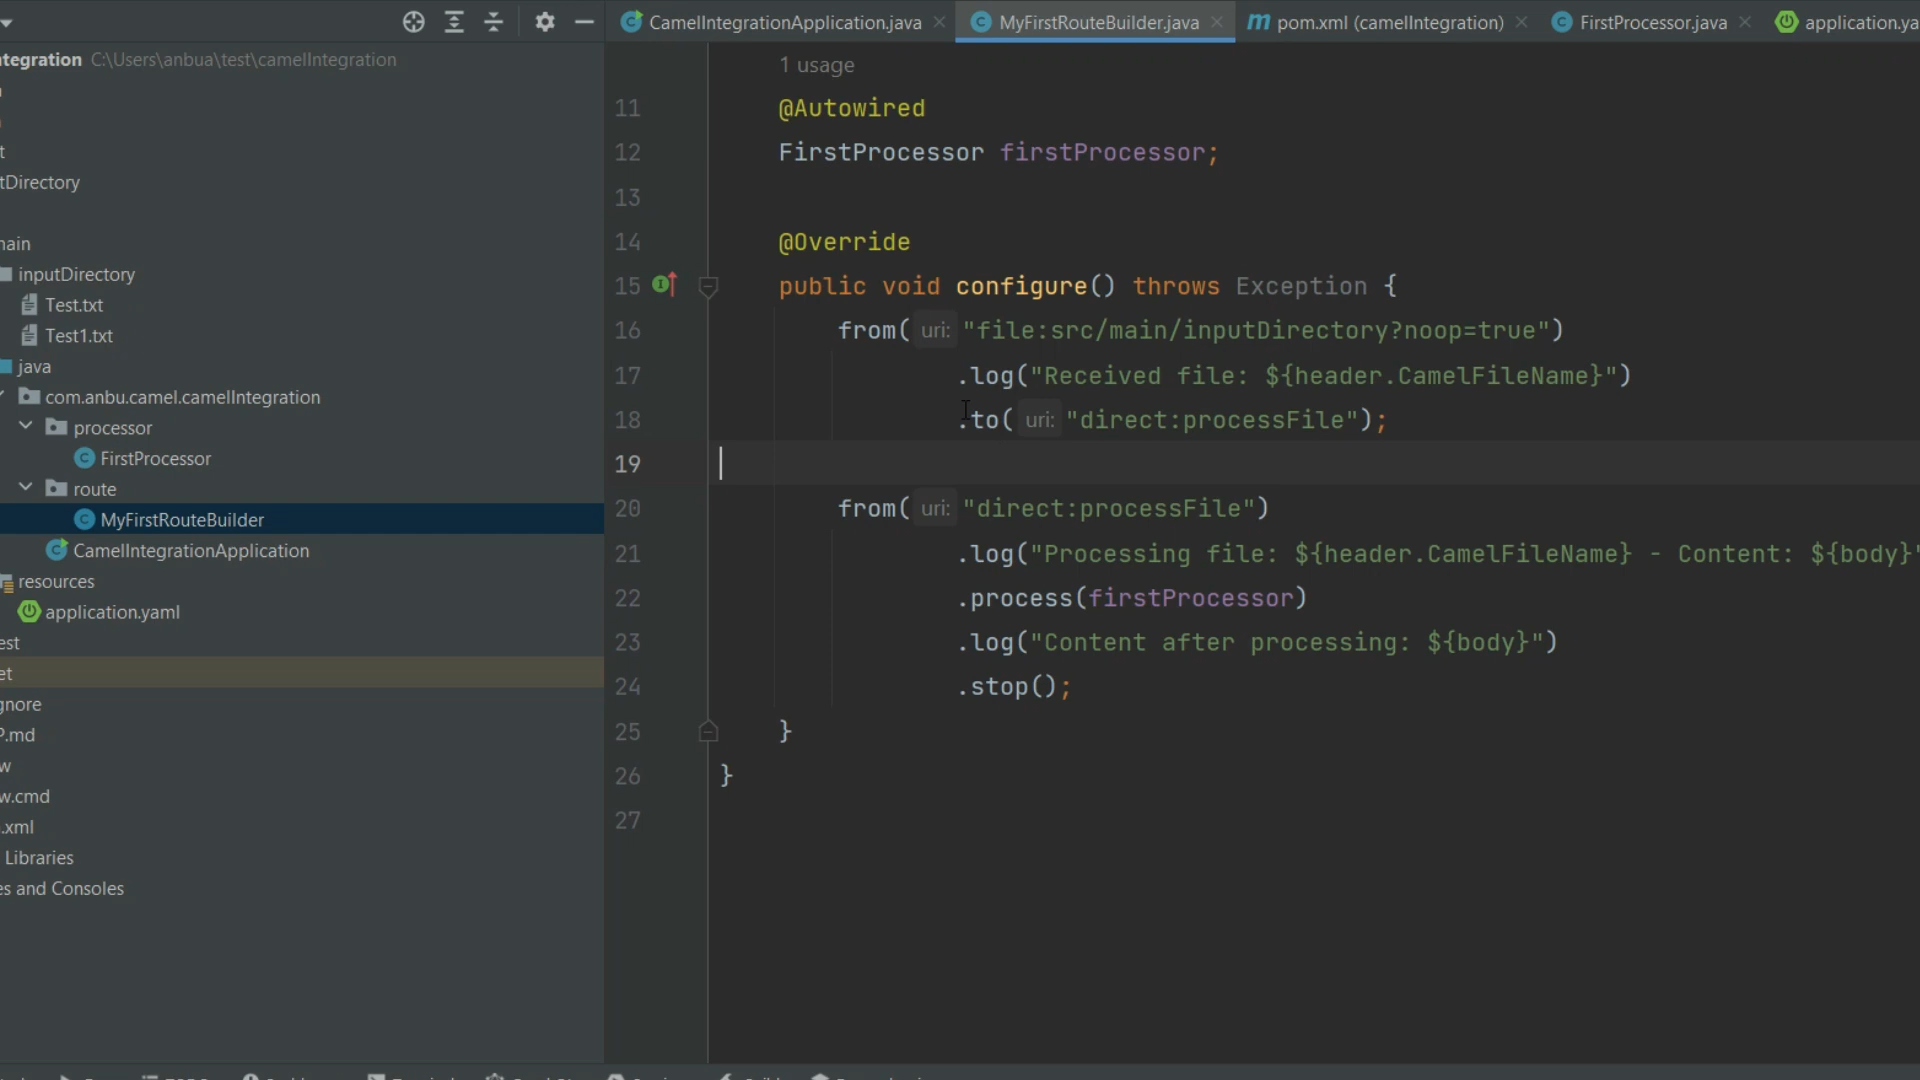 CamelIntegrationApplication.java
MyFirstRouteBuilder.java
pom.xml (camelIntegration)
FirstProcessor.java
application.ya
ntegration C:\Users\anbua\test\camelIntegration
t
tDirectory
nain
inputDirectory
Test.txt
Test1.txt
java
com.anbu.camel.camelIntegration
processor
FirstProcessor
route
MyFirstRouteBuilder
CamelIntegrationApplication
resources
application.yaml
est
et
gnore
P.md
w
w.cmd
.xml
Libraries
es and Consoles
1 usage
11 @Autowired
12 FirstProcessor firstProcessor;
13
14 @Override
15 public void configure() throws Exception {
16 from( uri: "file:src/main/inputDirectory?noop=true")
17 .log("Received file: ${header.CamelFileName}")
18 .to( uri: "direct:processFile");
19
20 from( uri: "direct:processFile")
21 .log("Processing file: ${header.CamelFileName} - Content: ${body}"
22 .process(firstProcessor)
23 .log("Content after processing: ${body}")
24 .stop();
25 }
26 }
27